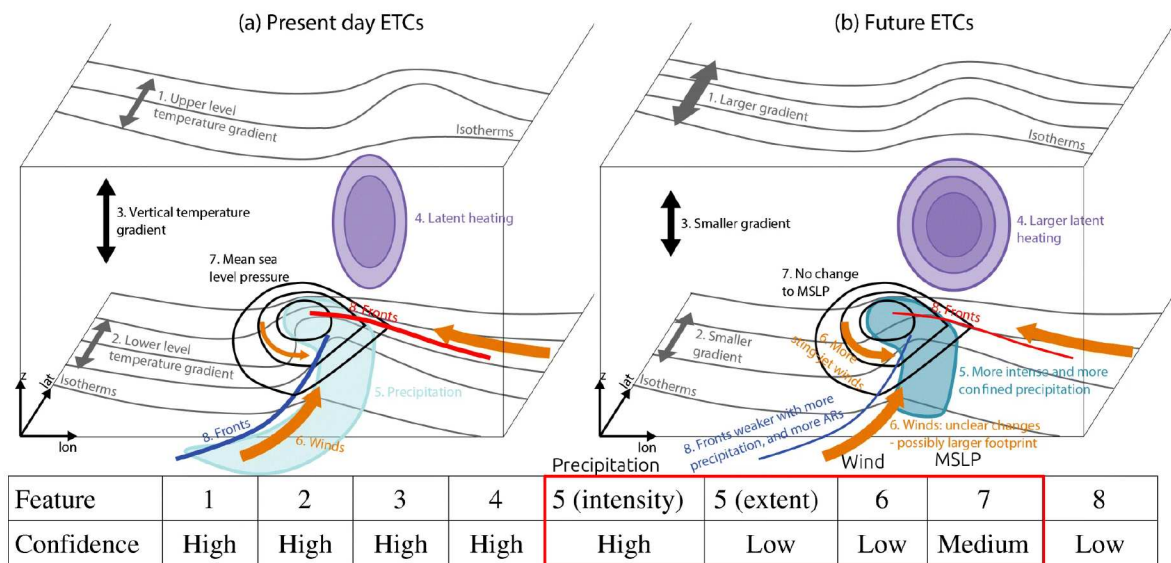 (a) Present day ETCs
1. Upper level
temperature gradient
Isotherms
3. Vertical temperature
gradient
4. Latent heating
7. Mean sea
level pressure
8. Fronts
2. Lower level
temperature gradient
Isotherms
5. Precipitation
8. Fronts
6. Winds
z
lat
lon
(b) Future ETCs
1. Larger gradient
Isotherms
3. Smaller gradient
4. Larger latent
heating
7. No change
to MSLP
8. Fronts
2. Smaller
gradient
6. More
sting-jet winds
Isotherms
5. More intense and more
confined precipitation
8. Fronts weaker with more
precipitation, and more ARs
6. Winds: unclear changes
- possibly larger footprint
z
lat
lon
Precipitation Wind MSLP
Feature 1 2 3 4 5 (intensity) 5 (extent) 6 7 8
Confidence High High High High High Low Low Medium Low